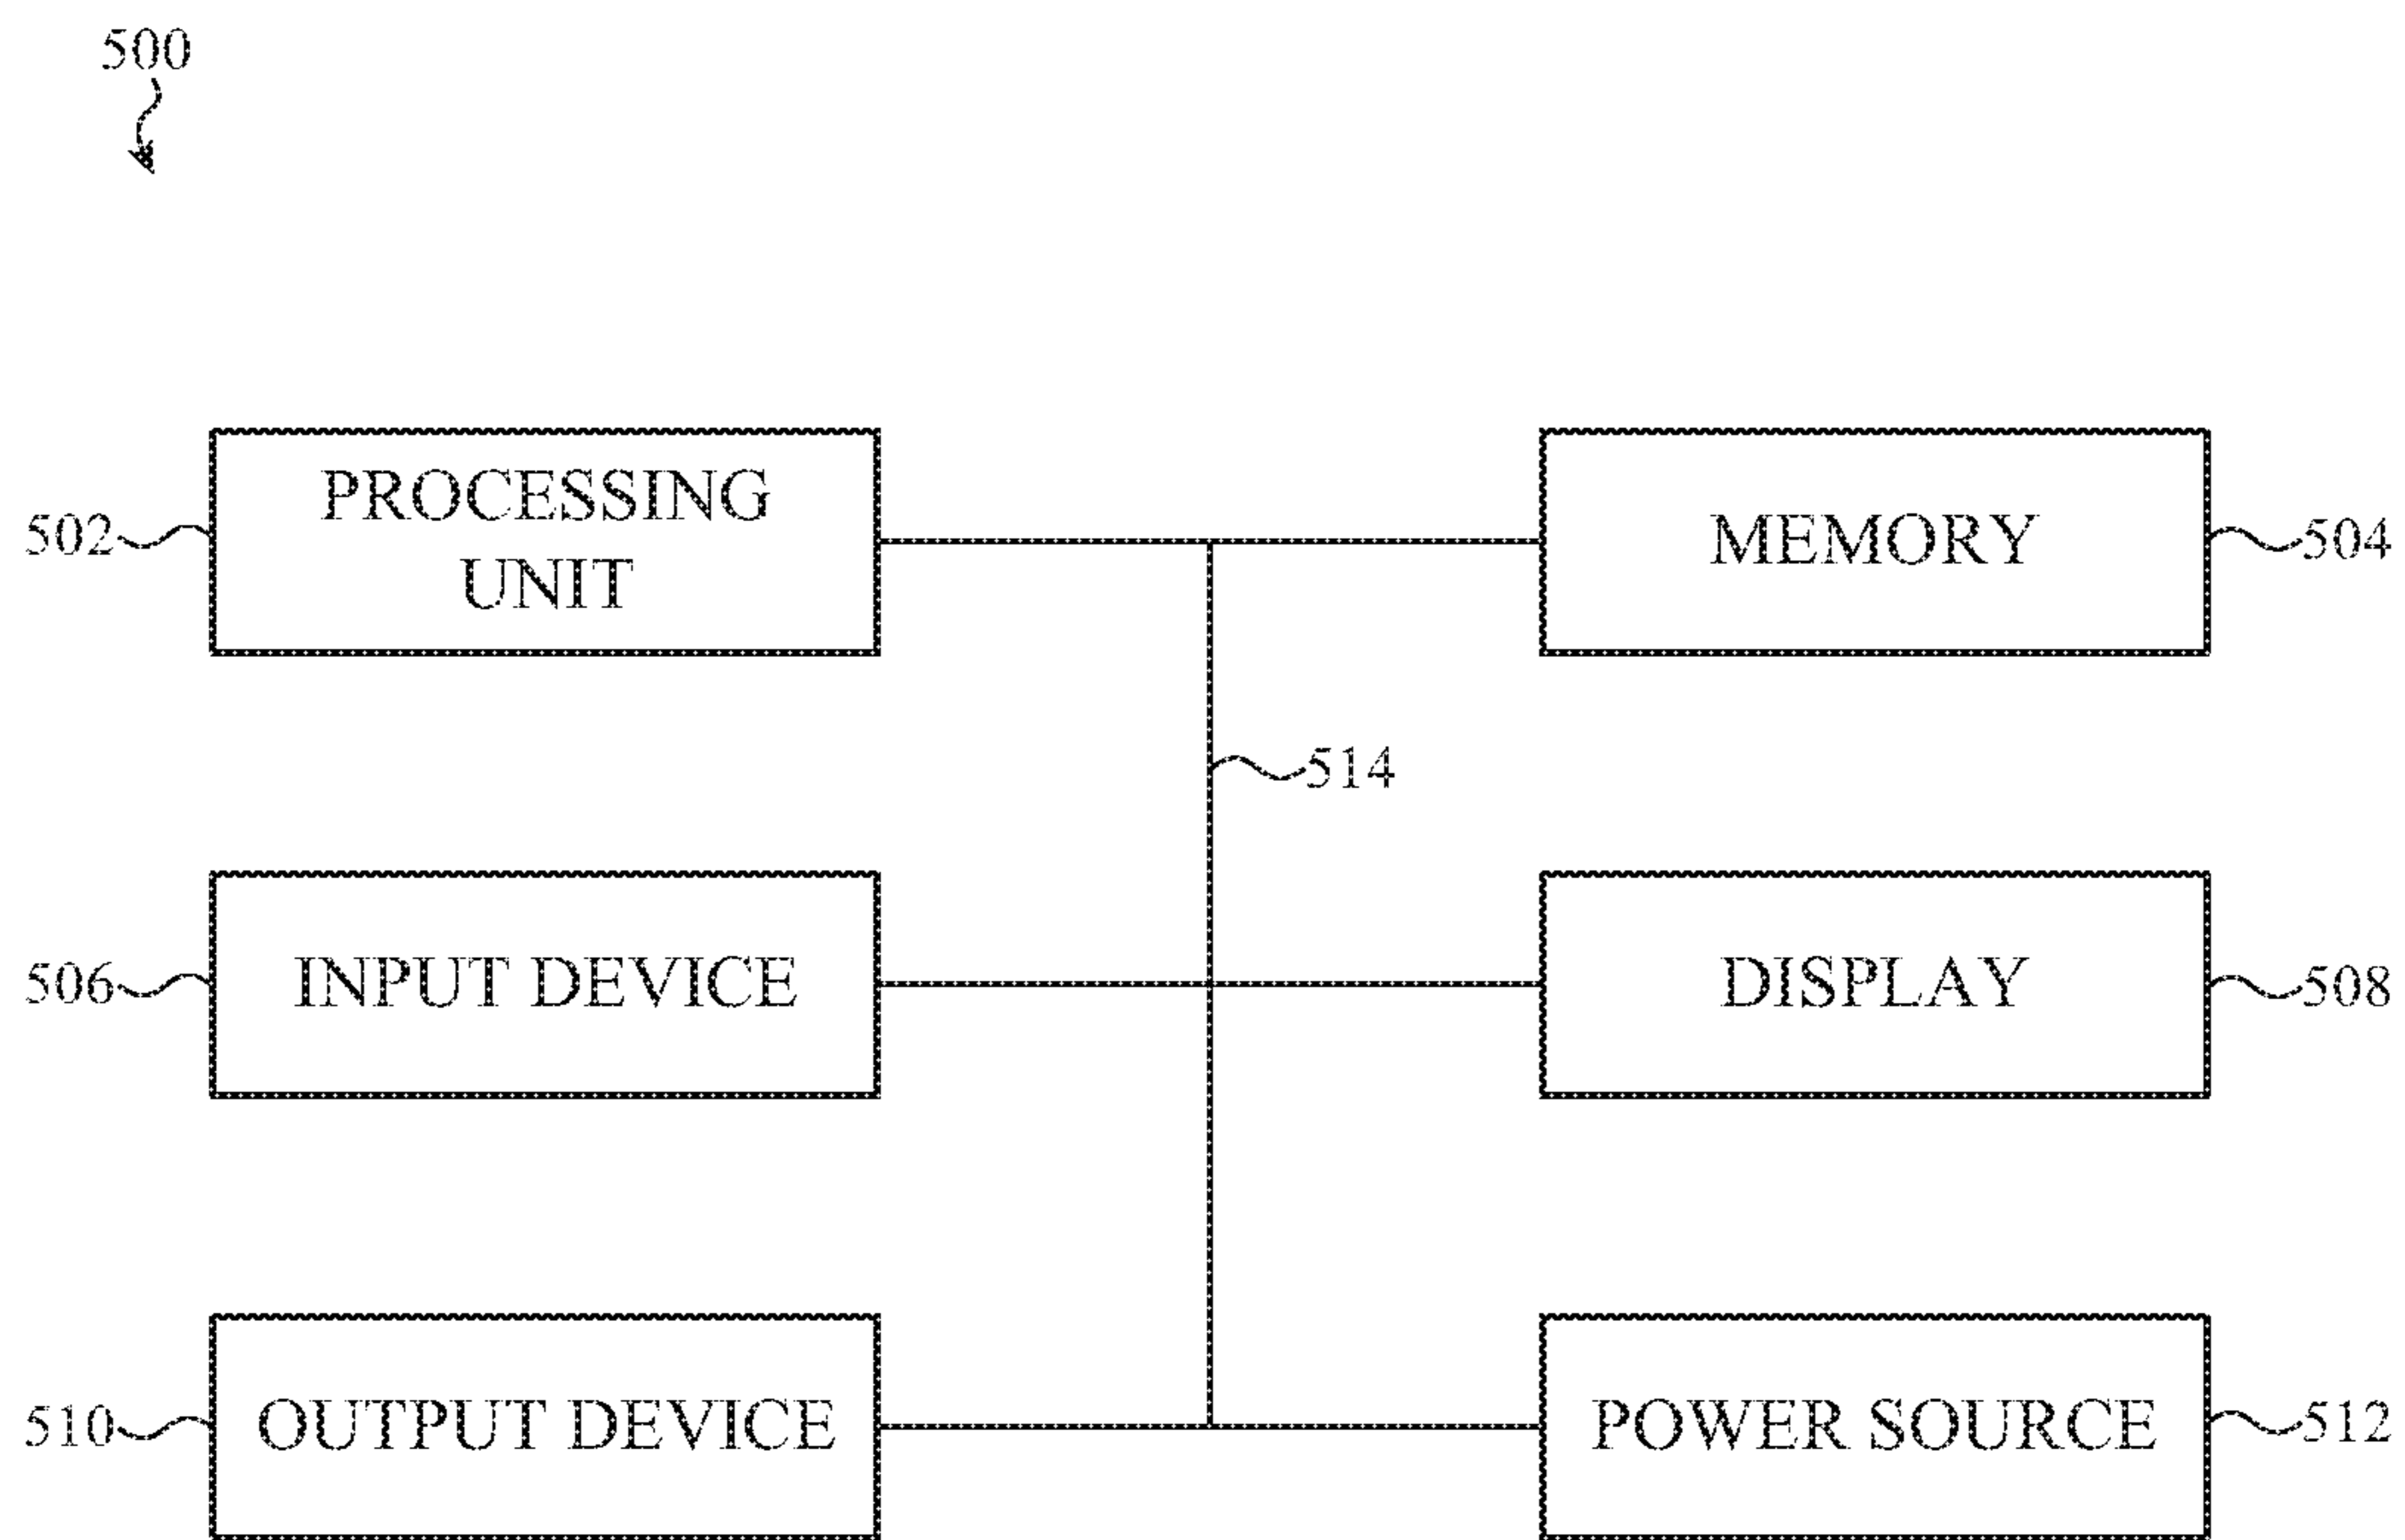 500
PROCESSING
UNIT
502
MEMORY
504
514
INPUT DEVICE
506
DISPLAY
508
OUTPUT DEVICE
510
POWER SOURCE
512